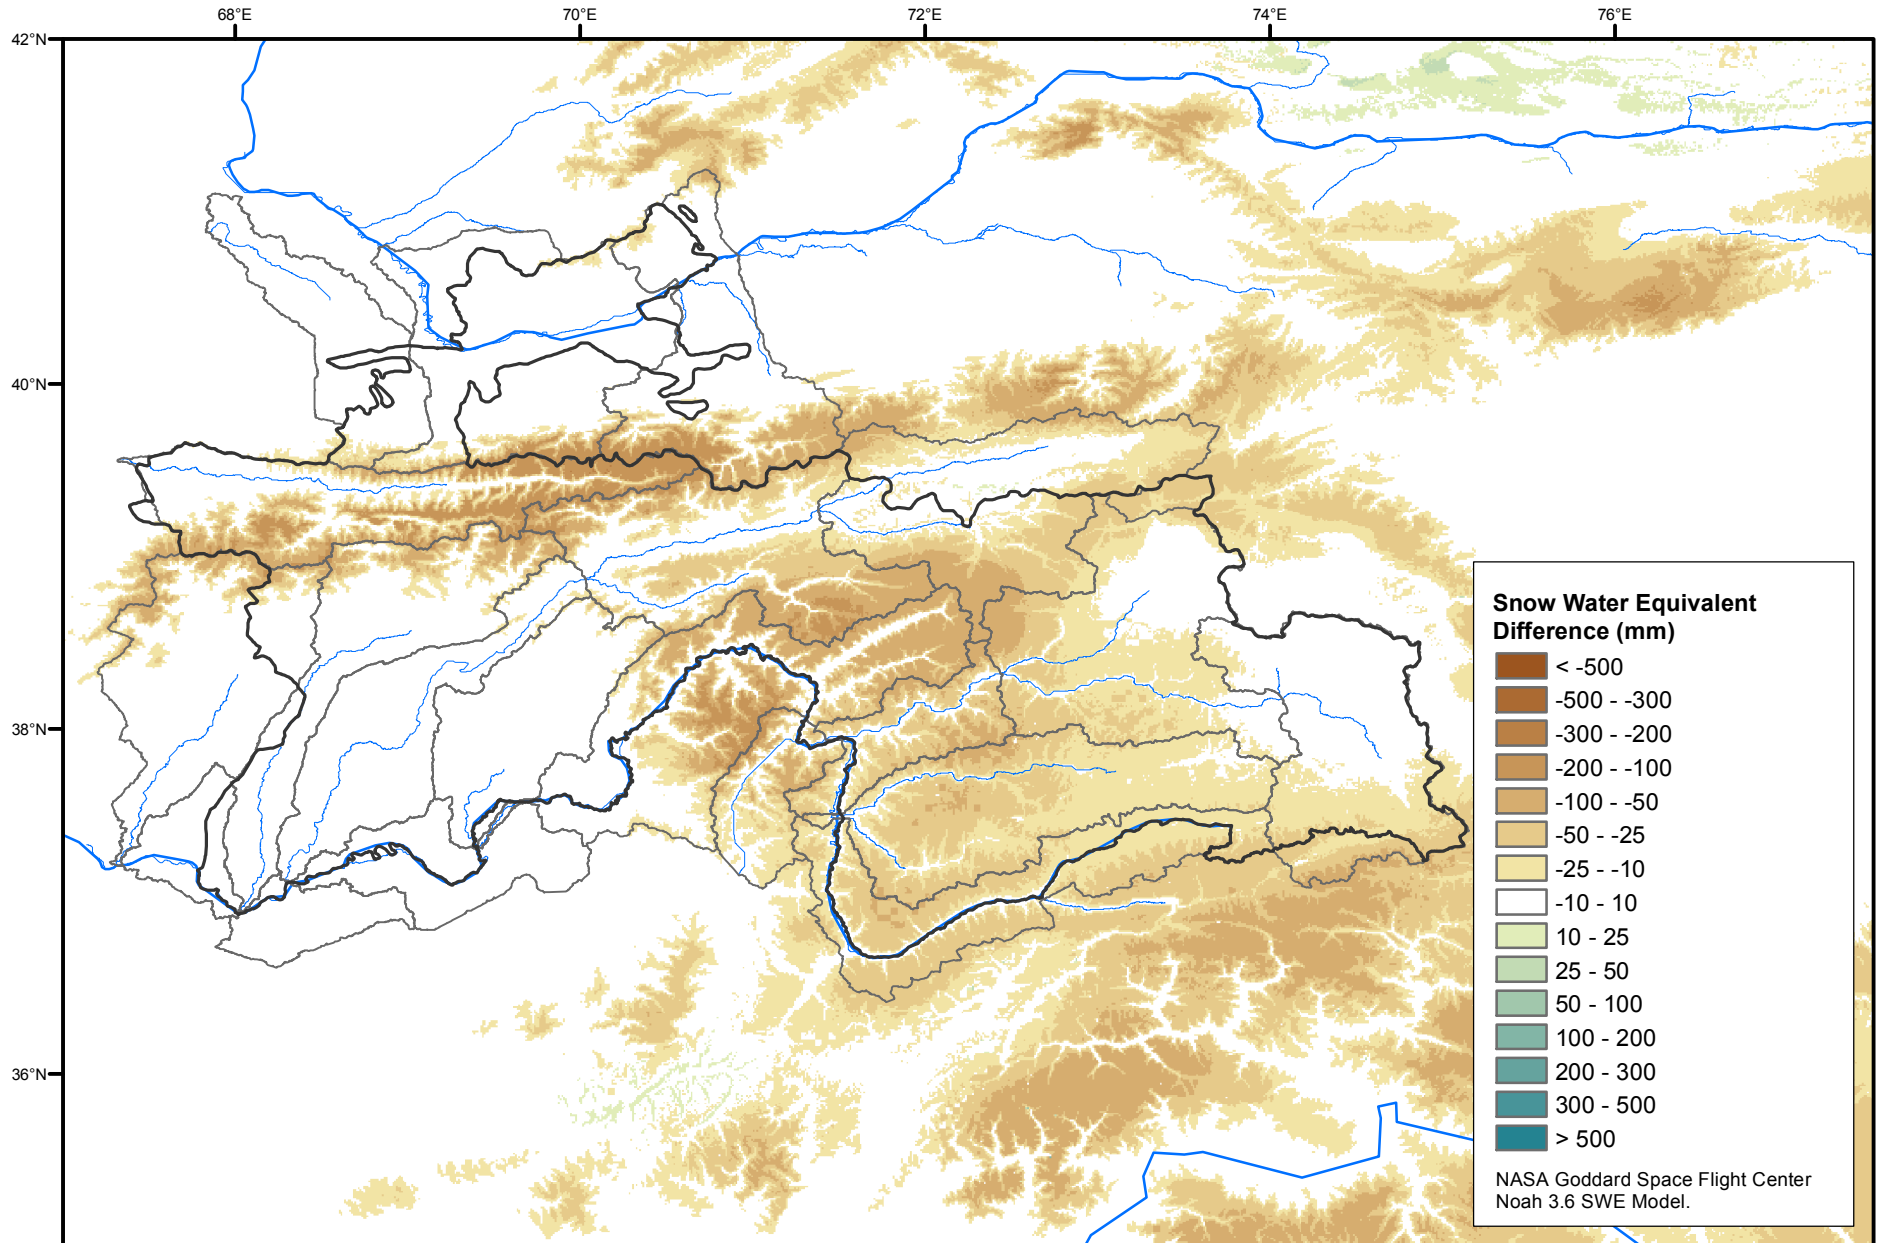 68°E 70°E 72°E 74°E 76°E
42°N
40°N
38°N
36°N
Snow Water Equivalent
Difference (mm)
< -500
-500 - -300
-300 - -200
-200 - -100
-100 - -50
-50 - -25
-25 - -10
-10 - 10
10 - 25
25 - 50
50 - 100
100 - 200
200 - 300
300 - 500
> 500
NASA Goddard Space Flight Center
Noah 3.6 SWE Model.